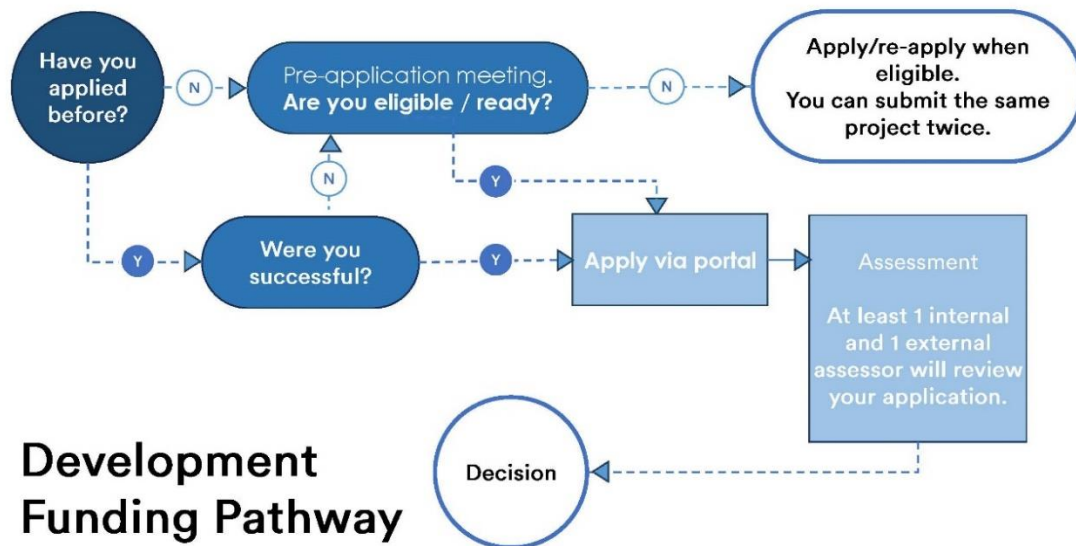 Have you
applied
before?
N
Pre-application meeting.
Are you eligible / ready?
N
Apply/re-apply when
eligible.
You can submit the same
project twice.
N
Y
Y
Were you
successful?
Y
Apply via portal
Assessment
At least 1 internal
and 1 external
assessor will review
your application.
Decision
Development
Funding Pathway